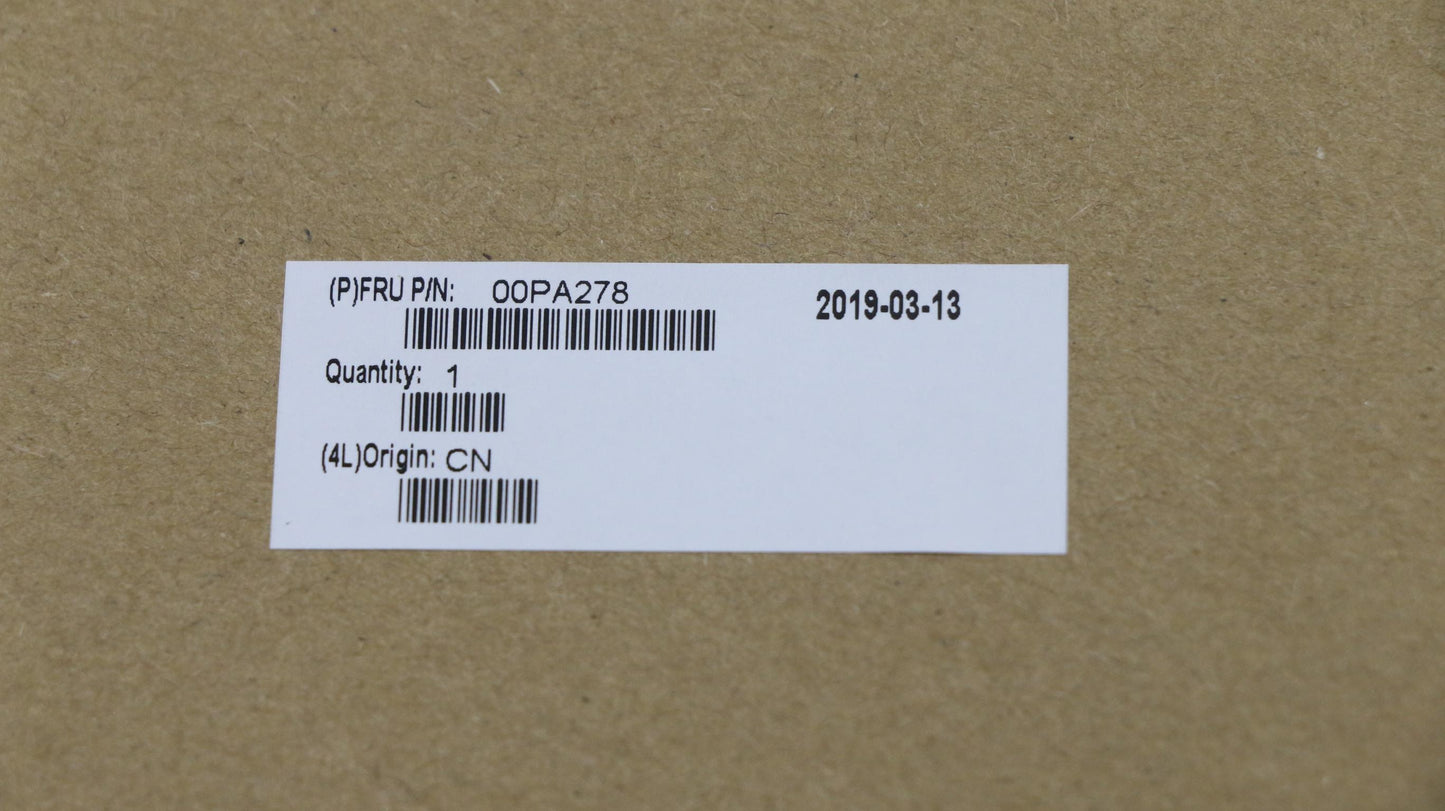 (P)FRU P/N: 00PA278
2019-03-13
Quantity: 1
(4L)Origin: CN